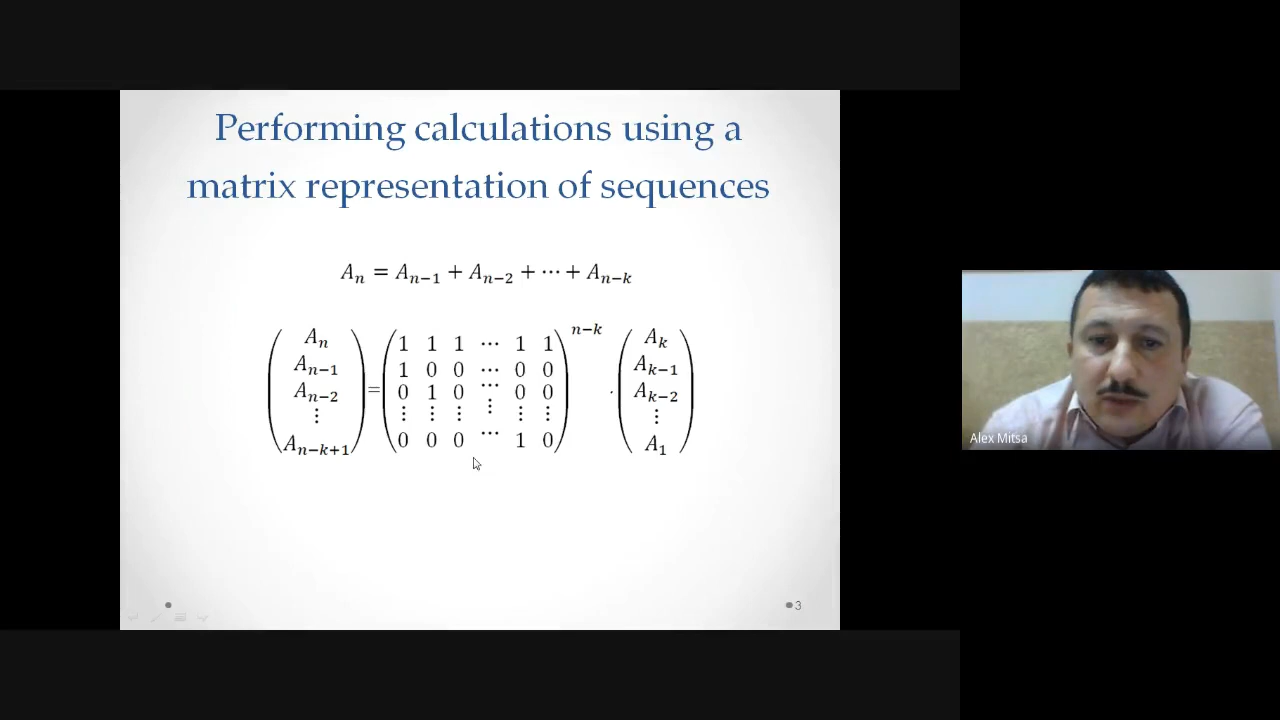 Performing calculations using a
matrix representation of sequences
Aₙ = Aₙ₋₁ + Aₙ₋₂ + ⋯ + Aₙ₋ₖ
( Aₙ ; Aₙ₋₁ ; Aₙ₋₂ ; ⋮ ; Aₙ₋ₖ₊₁ ) = ( 1 1 1 ⋯ 1 1 ; 1 0 0 ⋯ 0 0 ; 0 1 0 ⋯ 0 0 ; ⋮ ⋮ ⋮ ⋮ ⋮ ⋮ ; 0 0 0 ⋯ 1 0 )ⁿ⁻ᵏ · ( Aₖ ; Aₖ₋₁ ; Aₖ₋₂ ; ⋮ ; A₁ )
Alex Mitsa
3